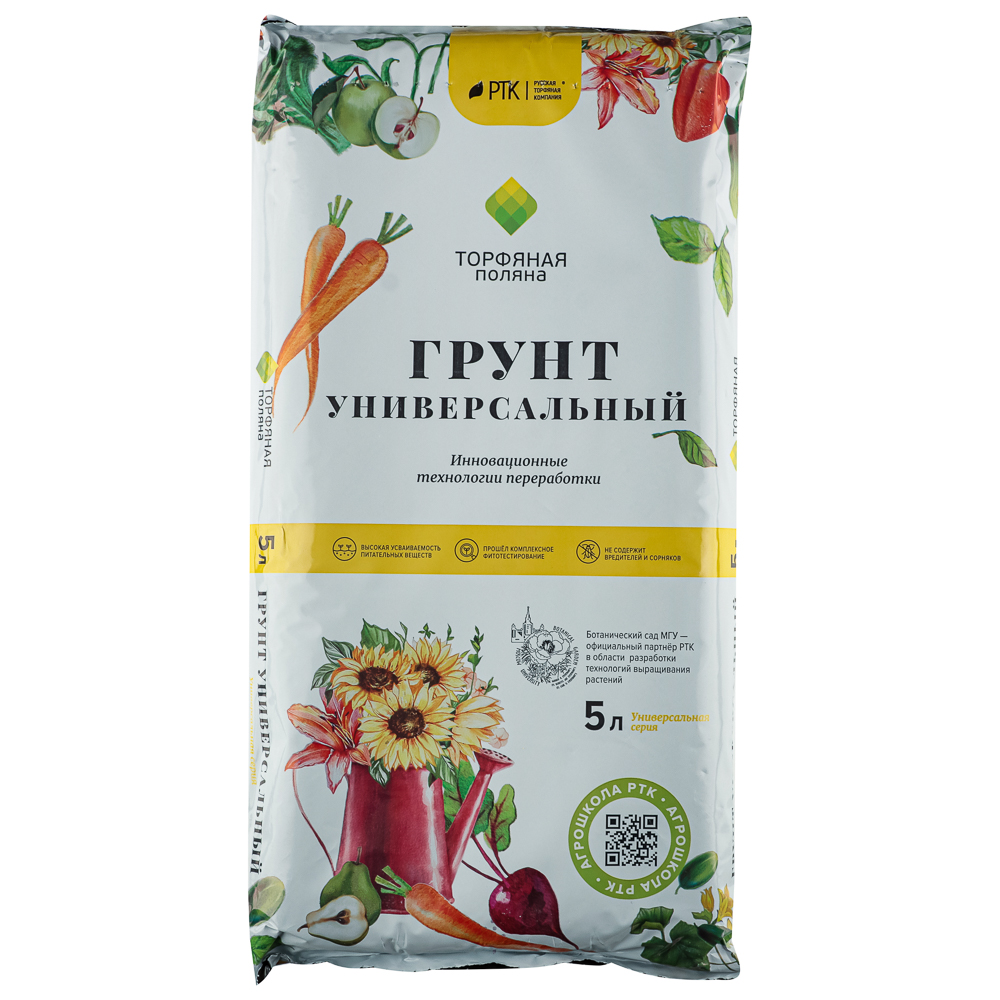 РТК
РУССКАЯ
ТОРФЯНАЯ
КОМПАНИЯ
ТОРФЯНАЯ
поляна
ГРУНТ
УНИВЕРСАЛЬНЫЙ
Инновационные
технологии переработки
ВЫСОКАЯ УСВАИВАЕМОСТЬ
ПИТАТЕЛЬНЫХ ВЕЩЕСТВ
ПРОШЁЛ КОМПЛЕКСНОЕ
ФИТОТЕСТИРОВАНИЕ
НЕ СОДЕРЖИТ
ВРЕДИТЕЛЕЙ И СОРНЯКОВ
Ботанический сад МГУ —
официальный партнёр РТК
в области разработки
технологий выращивания
растений
5 л
Универсальная
серия
АГРОШКОЛА РТК • АГРОШКОЛА РТК •
ТОРФЯНАЯ
поляна
5 л
ГРУНТ УНИВЕРСАЛЬНЫЙ
ТОРФЯНАЯ